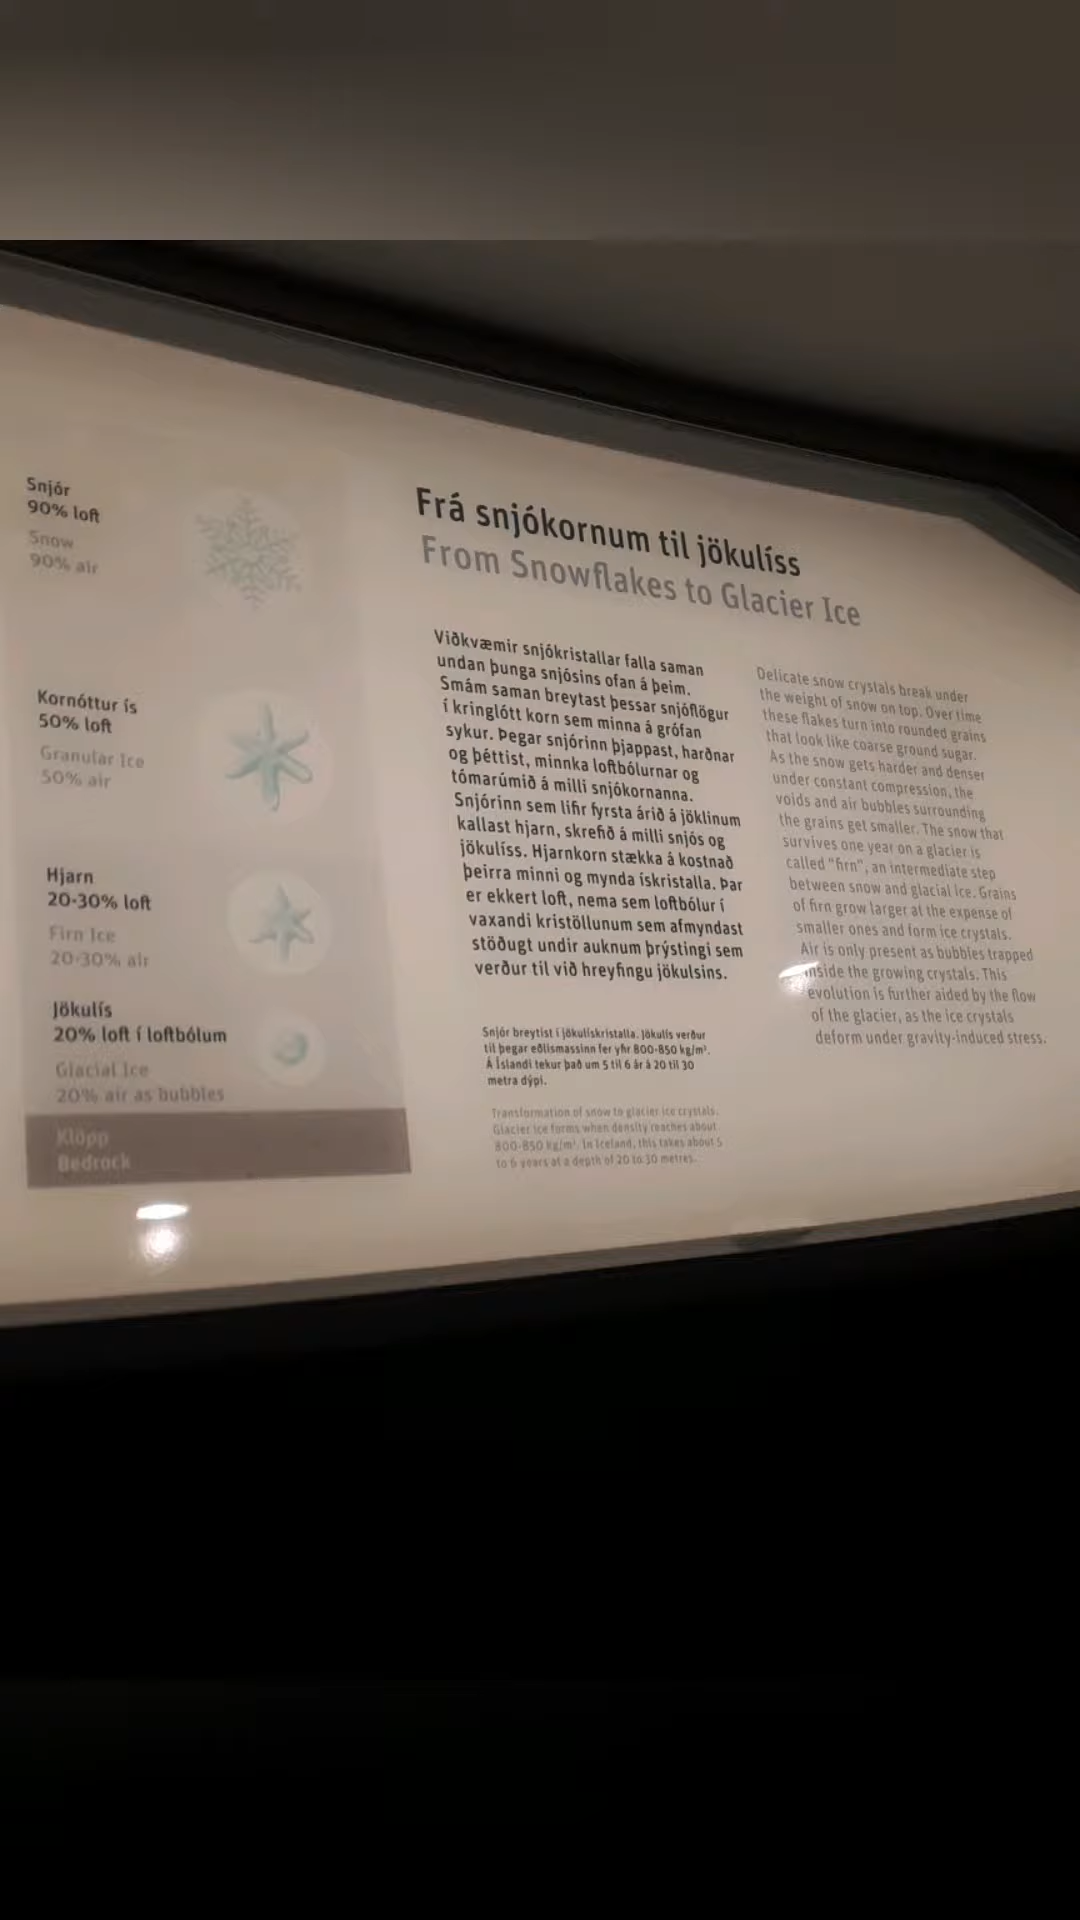 Snjór
90% loft
Snow
90% air
Kornóttur ís
50% loft
Granular Ice
50% air
Hjarn
20-30% loft
Firn Ice
20-30% air
Jökulís
20% loft í loftbólum
Glacial Ice
20% air as bubbles
Klöpp
Bedrock
Frá snjókornum til jökulíss
From Snowflakes to Glacier Ice
Viðkvæmir snjókristallar falla saman
undan þunga snjósins ofan á þeim.
Smám saman breytast þessar snjóflögur
í kringlótt korn sem minna á grófan
sykur. Þegar snjórinn þjappast, harðnar
og þéttist, minnka loftbólurnar og
tómarúmið á milli snjókornanna.
Snjórinn sem lifir fyrsta árið á jöklinum
kallast hjarn, skrefið á milli snjós og
jökulíss. Hjarnkorn stækka á kostnað
þeirra minni og mynda ískristalla. Þar
er ekkert loft, nema sem loftbólur í
vaxandi kristöllunum sem afmyndast
stöðugt undir auknum þrýstingi sem
verður til við hreyfingu jökulsins.
Snjór breytist í jökulískristalla. Jökulís verður
til þegar eðlismassinn fer yfir 800-850 kg/m³.
Á Íslandi tekur það um 5 til 6 ár á 20 til 30
metra dýpi.
Transformation of snow to glacier ice crystals.
Glacier ice forms when density reaches about
800-850 kg/m³. In Iceland, this takes about 5
to 6 years at a depth of 20 to 30 metres.
Delicate snow crystals break under
the weight of snow on top. Over time
these flakes turn into rounded grains
that look like coarse ground sugar.
As the snow gets harder and denser
under constant compression, the
voids and air bubbles surrounding
the grains get smaller. The snow that
survives one year on a glacier is
called "firn", an intermediate step
between snow and glacial ice. Grains
of firn grow larger at the expense of
smaller ones and form ice crystals.
Air is only present as bubbles trapped
inside the growing crystals. This
evolution is further aided by the flow
of the glacier, as the ice crystals
deform under gravity-induced stress.